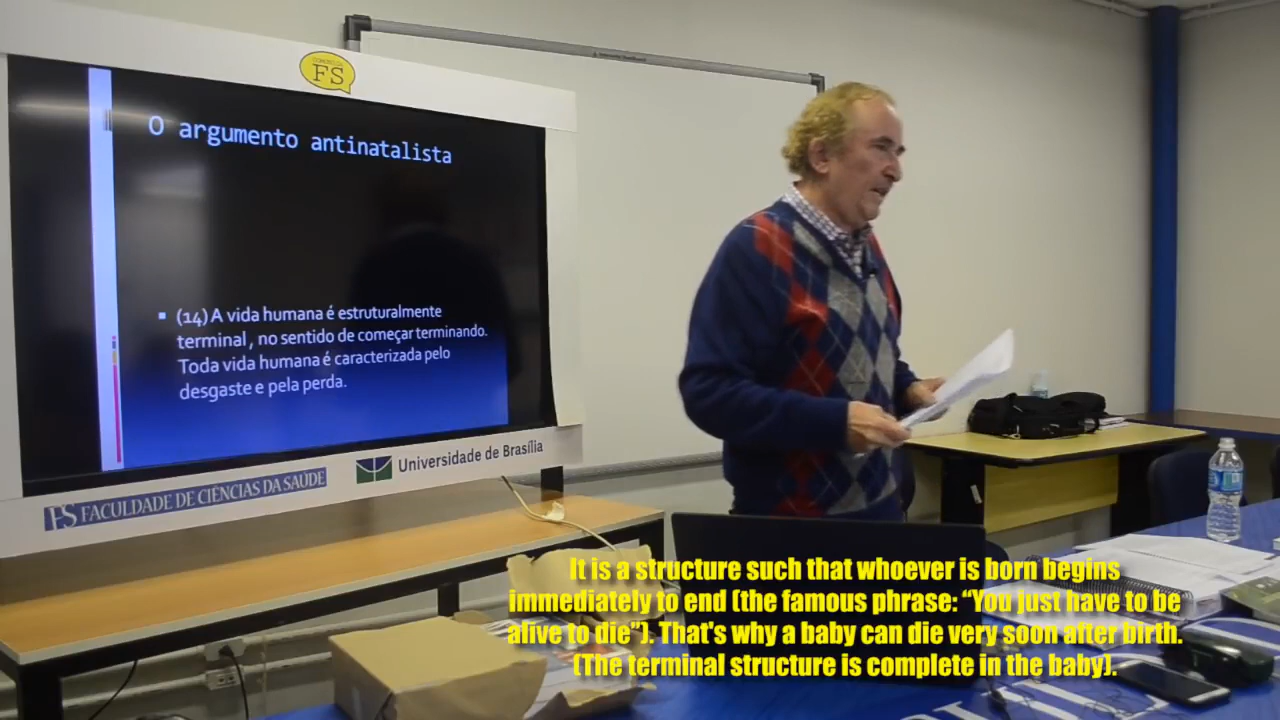 FS
O argumento antinatalista
(14) A vida humana é estruturalmente
terminal, no sentido de começar terminando.
Toda vida humana é caracterizada pelo
desgaste e pela perda.
FS FACULDADE DE CIÊNCIAS DA SAÚDE
Universidade de Brasília
It is a structure such that whoever is born begins
immediately to end (the famous phrase: “You just have to be
alive to die”). That's why a baby can die very soon after birth.
(The terminal structure is complete in the baby).